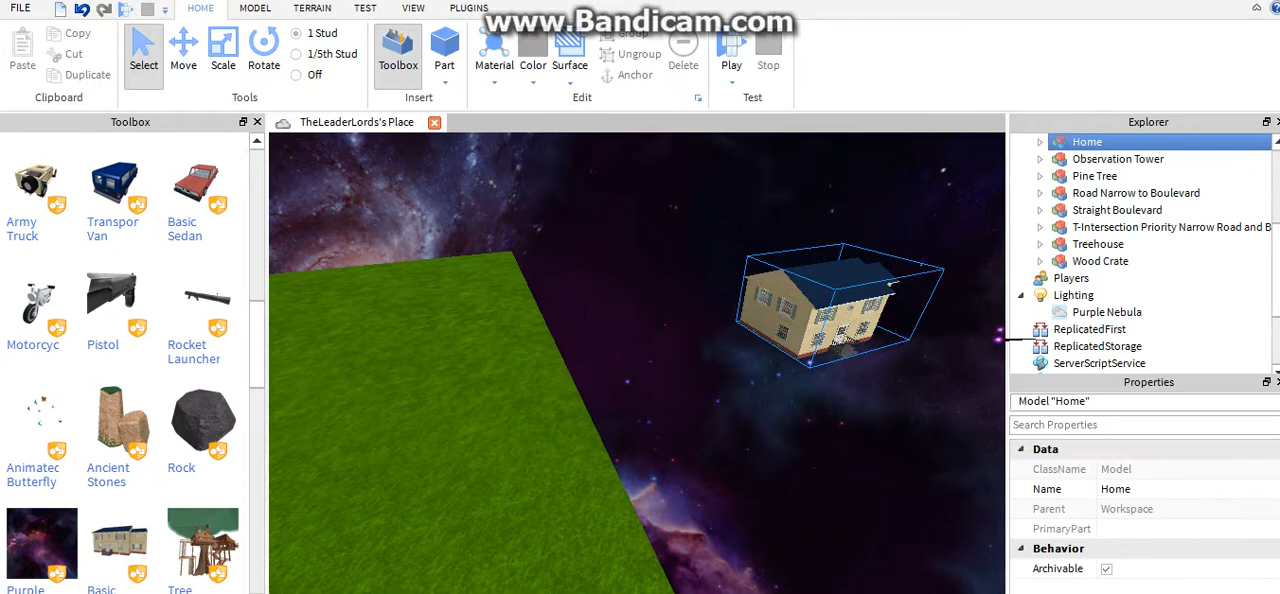 FILE HOME MODEL TERRAIN TEST VIEW PLUGINS
www.Bandicam.com
Paste Copy Cut Duplicate
Select Move Scale Rotate 1 Stud 1/5th Stud Off
Toolbox Part
Material Color Surface Group Ungroup Anchor Delete
Play Stop
Clipboard Tools Insert Edit Test
Toolbox
TheLeaderLords's Place
Explorer
Army Truck
Transpor Van
Basic Sedan
Motorcyc
Pistol
Rocket Launcher
Animated Butterfly
Ancient Stones
Rock
Purple
Basic
Tree
Home
Observation Tower
Pine Tree
Road Narrow to Boulevard
Straight Boulevard
T-Intersection Priority Narrow Road and B
Treehouse
Wood Crate
Players
Lighting
Purple Nebula
ReplicatedFirst
ReplicatedStorage
ServerScriptService
Properties
Model "Home"
Search Properties
Data
ClassName Model
Name Home
Parent Workspace
PrimaryPart
Behavior
Archivable